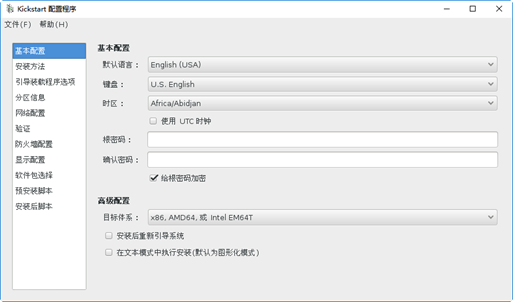 Kickstart 配置程序
文件(F) 帮助(H)
基本配置
安装方法
引导装载程序选项
分区信息
网络配置
验证
防火墙配置
显示配置
软件包选择
预安装脚本
安装后脚本
基本配置
默认语言： English (USA)
键盘： U.S. English
时区： Africa/Abidjan
使用 UTC 时钟
根密码：
确认密码：
给根密码加密
高级配置
目标体系： x86, AMD64, 或 Intel EM64T
安装后重新引导系统
在文本模式中执行安装(默认为图形化模式)